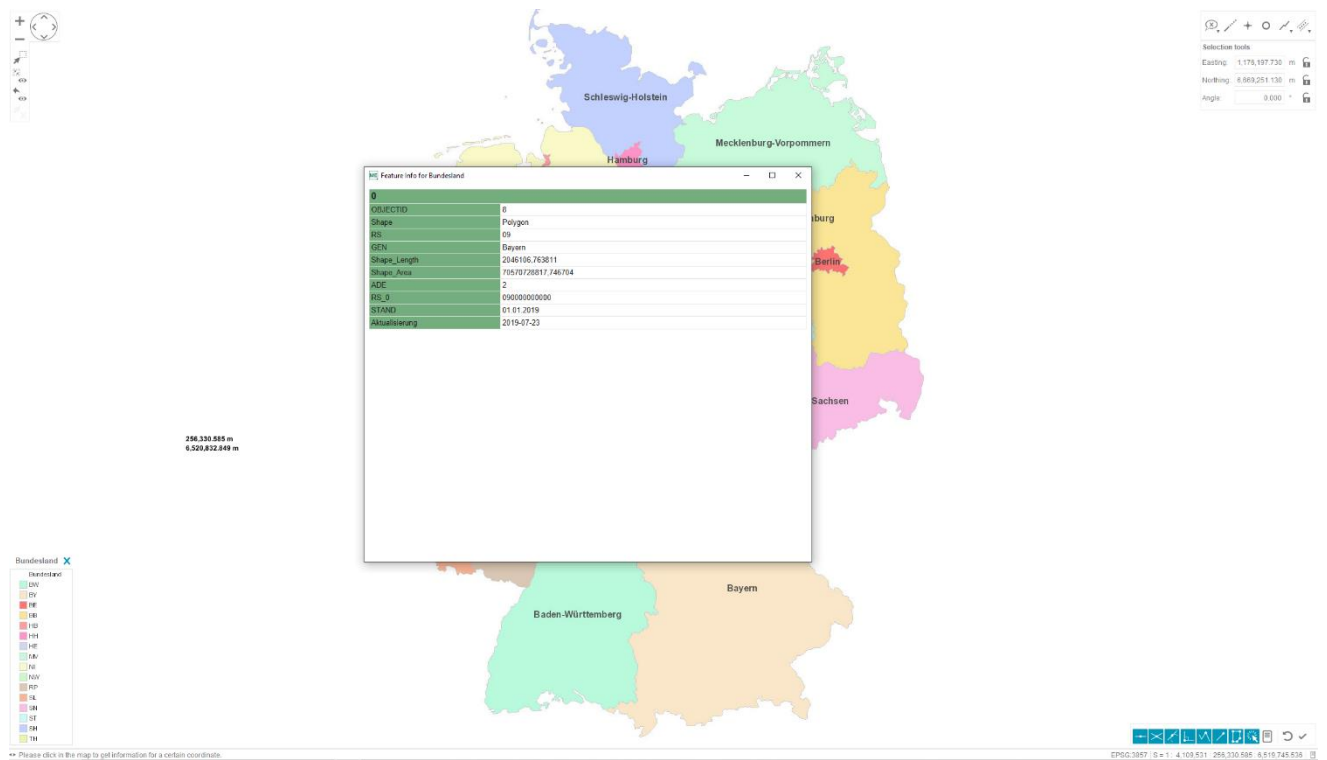 Selection tools
Easting: 1,176,197.730 m
Northing: 6,669,251.130 m
Angle: 0.000 °
Schleswig-Holstein
Mecklenburg-Vorpommern
Hamburg
Feature Info for Bundesland
0
OBJECTID 8
Shape Polygon
RS 09
GEN Bayern
Shape_Length 2046106,763811
Shape_Area 70570728817,746704
ADE 2
RS_0 090000000000
STAND 01.01.2019
Aktualisierung 2019-07-23
burg
Berlin
Sachsen
256,330.585 m
6,520,832.849 m
Bundesland
Bundesland
BW
BY
BE
BB
HB
HH
HE
MV
NI
NW
RP
SL
SN
ST
SH
TH
Bayern
Baden-Württemberg
Please click in the map to get information for a certain coordinate.
EPSG:3857 S = 1 : 4,109,531 256,330.585 6,519,745.536